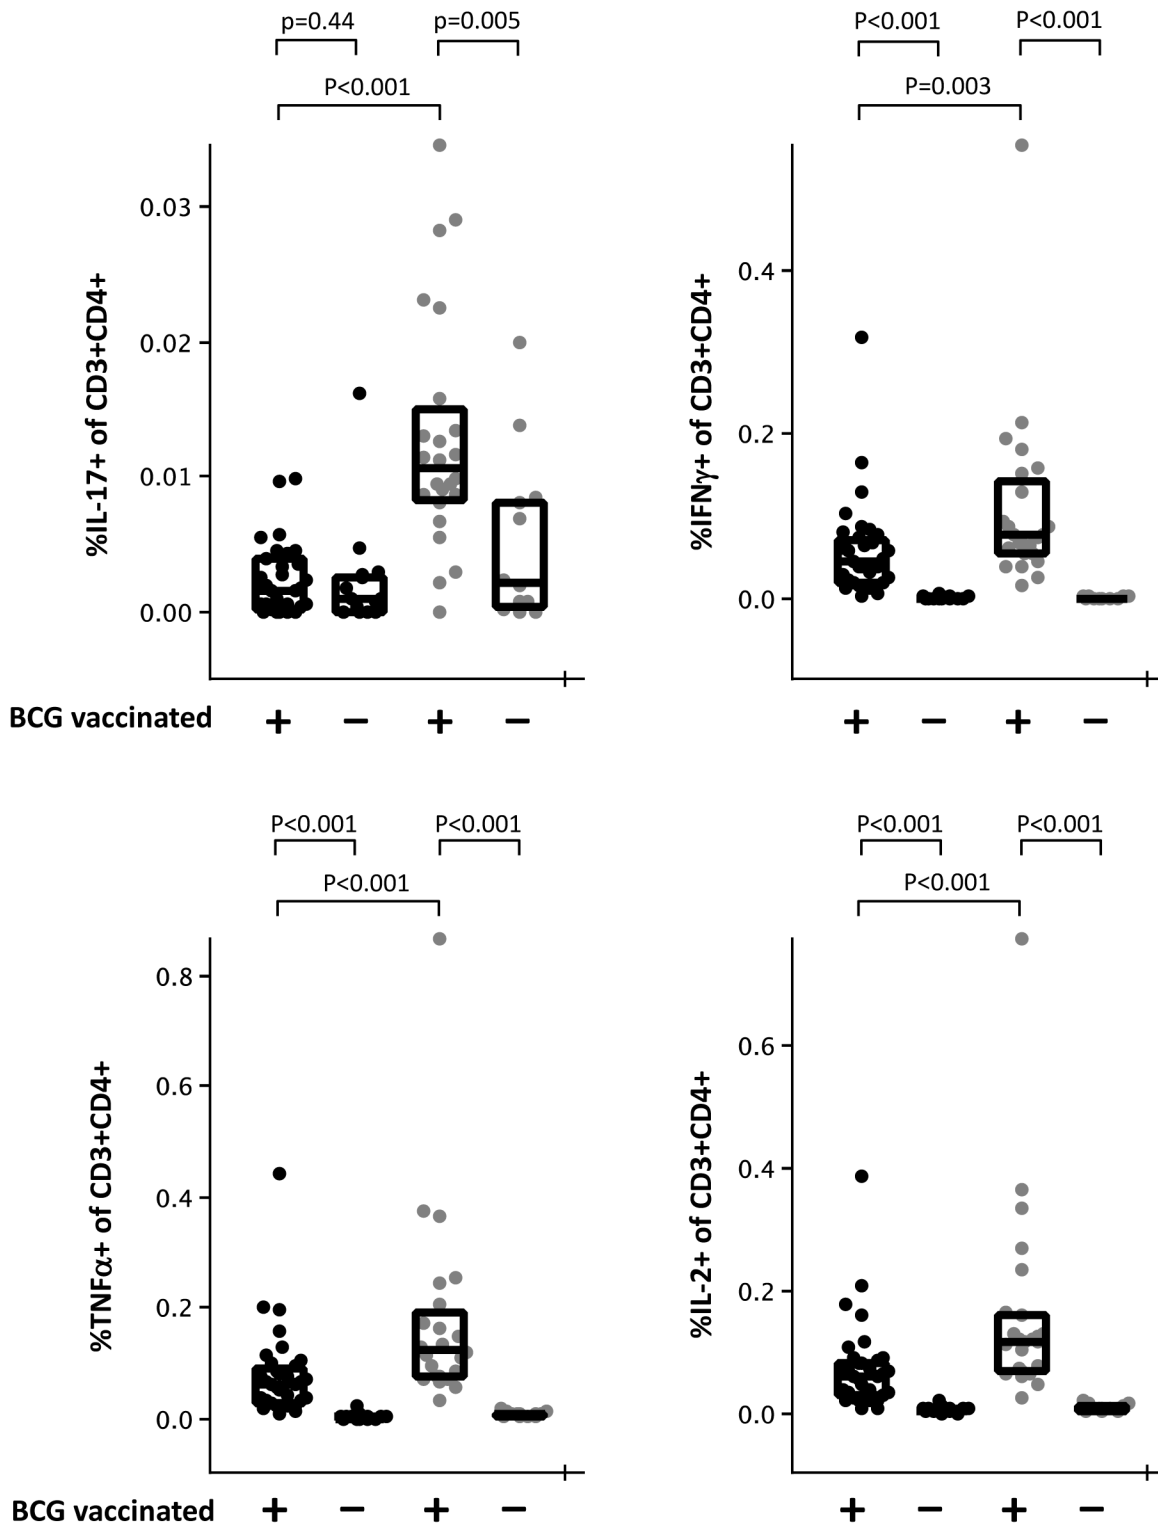 p=0.44 p=0.005
P<0.001
%IL-17+ of CD3+CD4+
0.03
0.02
0.01
0.00
P<0.001 P<0.001
P=0.003
%IFNγ+ of CD3+CD4+
0.4
0.2
0.0
BCG vaccinated + − + − + − + −
P<0.001 P<0.001
P<0.001
%TNFα+ of CD3+CD4+
0.8
0.6
0.4
0.2
0.0
P<0.001 P<0.001
P<0.001
%IL-2+ of CD3+CD4+
0.6
0.4
0.2
0.0
BCG vaccinated + − + − + − + −